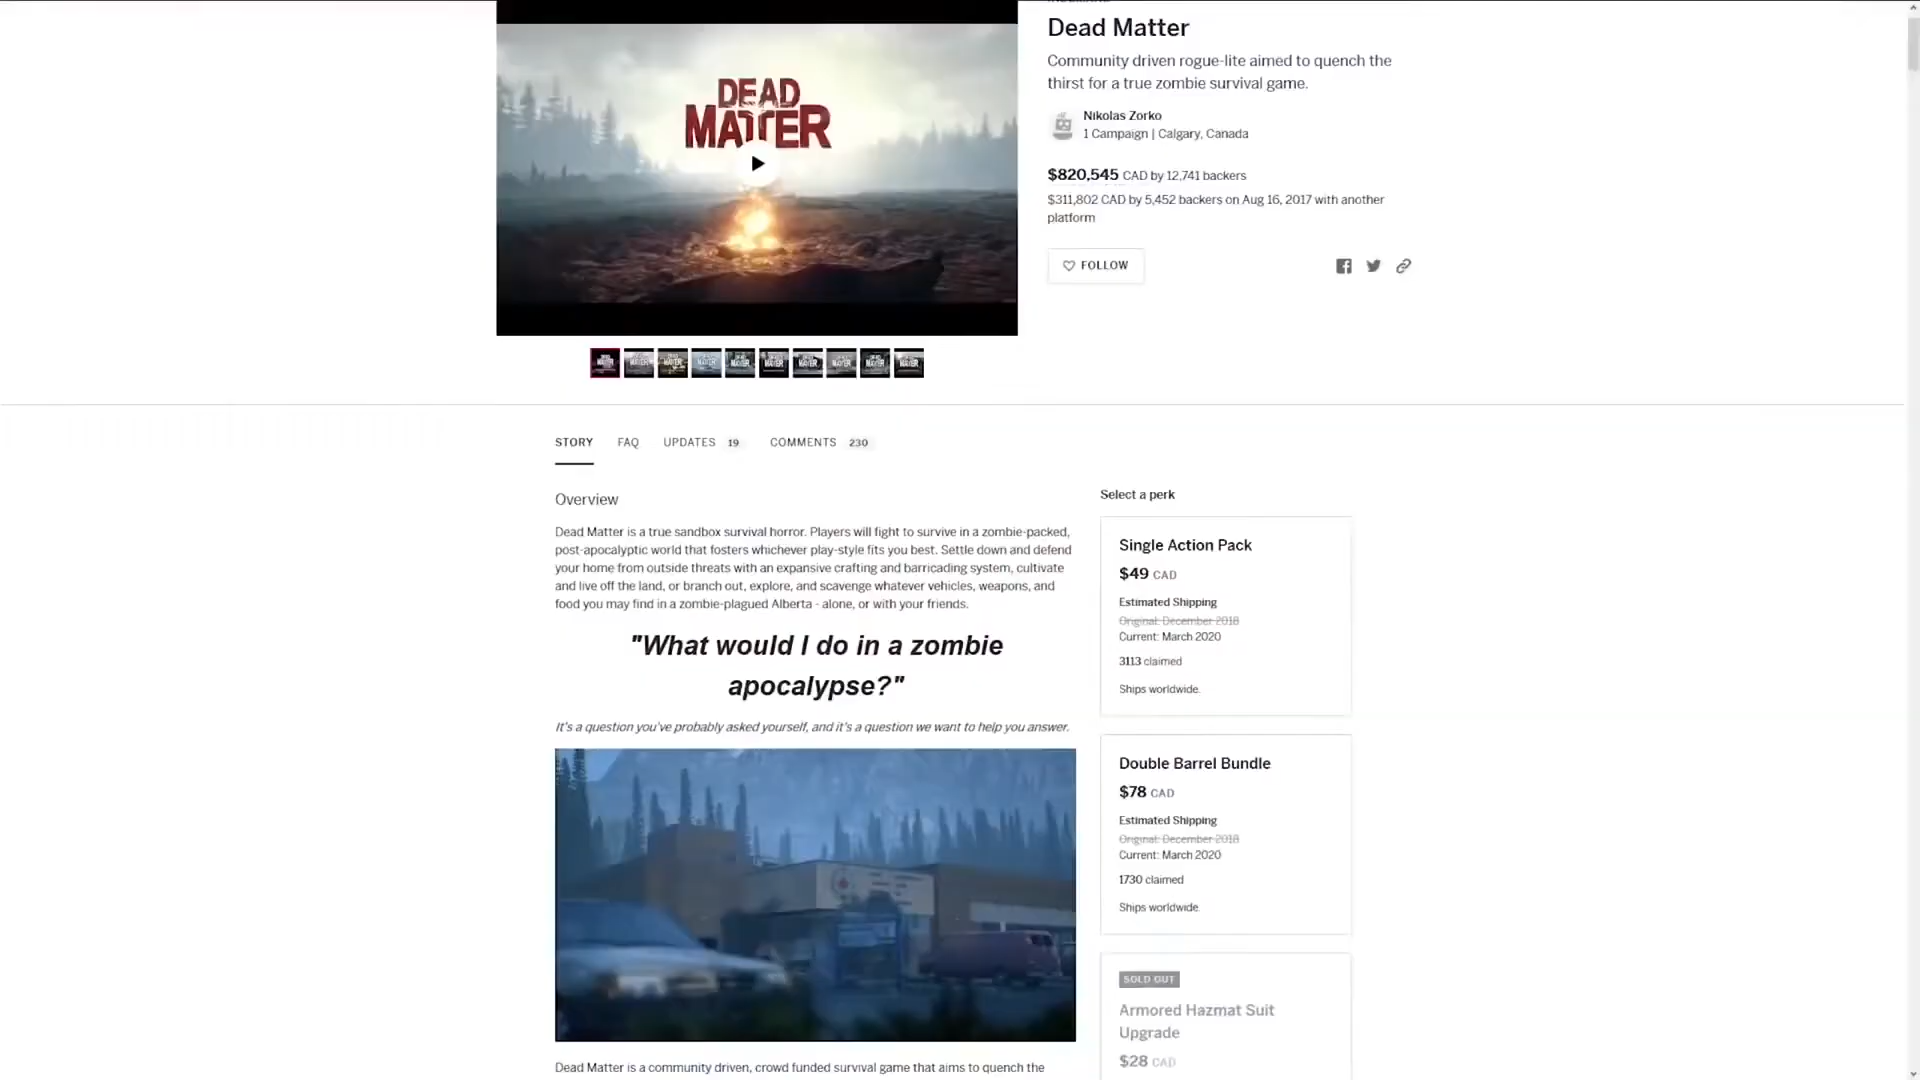 Dead Matter
Community driven rogue-lite aimed to quench the
thirst for a true zombie survival game.
Nikolas Zorko
1 Campaign | Calgary, Canada
$820,545 CAD by 12,741 backers
$311,802 CAD by 5,452 backers on Aug 16, 2017 with another
platform
FOLLOW
DEAD
MATTER
STORY FAQ UPDATES 19 COMMENTS 230
Overview
Dead Matter is a true sandbox survival horror. Players will fight to survive in a zombie-packed,
post-apocalyptic world that fosters whichever play-style fits you best. Settle down and defend
your home from outside threats with an expansive crafting and barricading system, cultivate
and live off the land, or branch out, explore, and scavenge whatever vehicles, weapons, and
food you may find in a zombie-plagued Alberta - alone, or with your friends.
"What would I do in a zombie
apocalypse?"
It's a question you've probably asked yourself, and it's a question we want to help you answer.
Dead Matter is a community driven, crowd funded survival game that aims to quench the
Select a perk
Single Action Pack
$49 CAD
Estimated Shipping
Original: December 2018
Current: March 2020
3113 claimed
Ships worldwide.
Double Barrel Bundle
$78 CAD
Estimated Shipping
Original: December 2018
Current: March 2020
1730 claimed
Ships worldwide.
SOLD OUT
Armored Hazmat Suit
Upgrade
$28 CAD